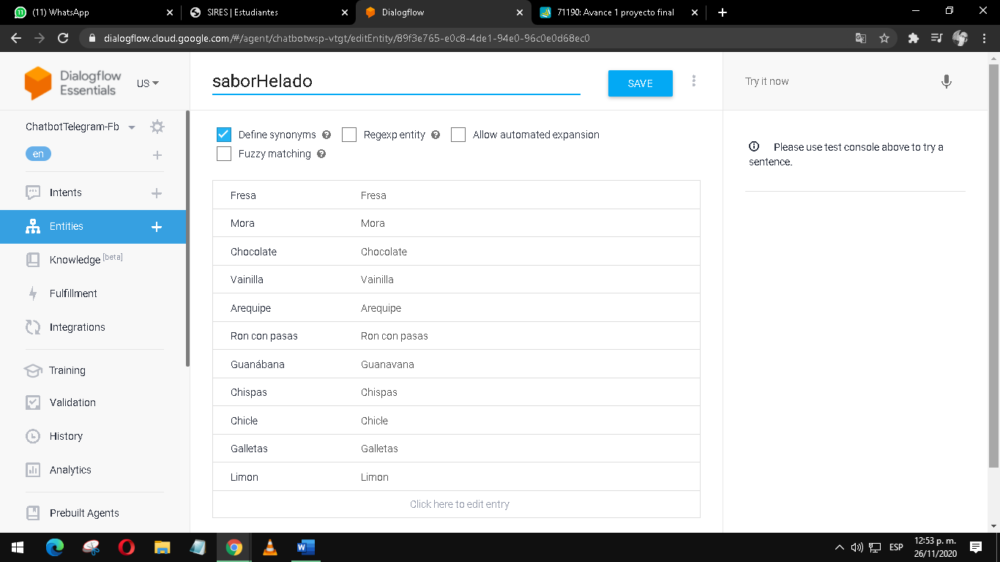 (11) WhatsApp
SIRES | Estudiantes
Dialogflow
71190: Avance 1 proyecto final
dialogflow.cloud.google.com/#/agent/chatbotwsp-vtgt/editEntity/89f3e765-e0c8-4de1-94e0-96c0e0d68ec0
Dialogflow
Essentials
US
saborHelado
SAVE
Try it now
ChatbotTelegram-Fb
en
Define synonyms
Regexp entity
Allow automated expansion
Fuzzy matching
Please use test console above to try a
sentence.
Intents
Entities
Knowledge [beta]
Fulfillment
Integrations
Training
Validation
History
Analytics
Prebuilt Agents
Fresa Fresa
Mora Mora
Chocolate Chocolate
Vainilla Vainilla
Arequipe Arequipe
Ron con pasas Ron con pasas
Guanábana Guanavana
Chispas Chispas
Chicle Chicle
Galletas Galletas
Limon Limon
Click here to edit entry
ESP
12:53 p. m.
26/11/2020